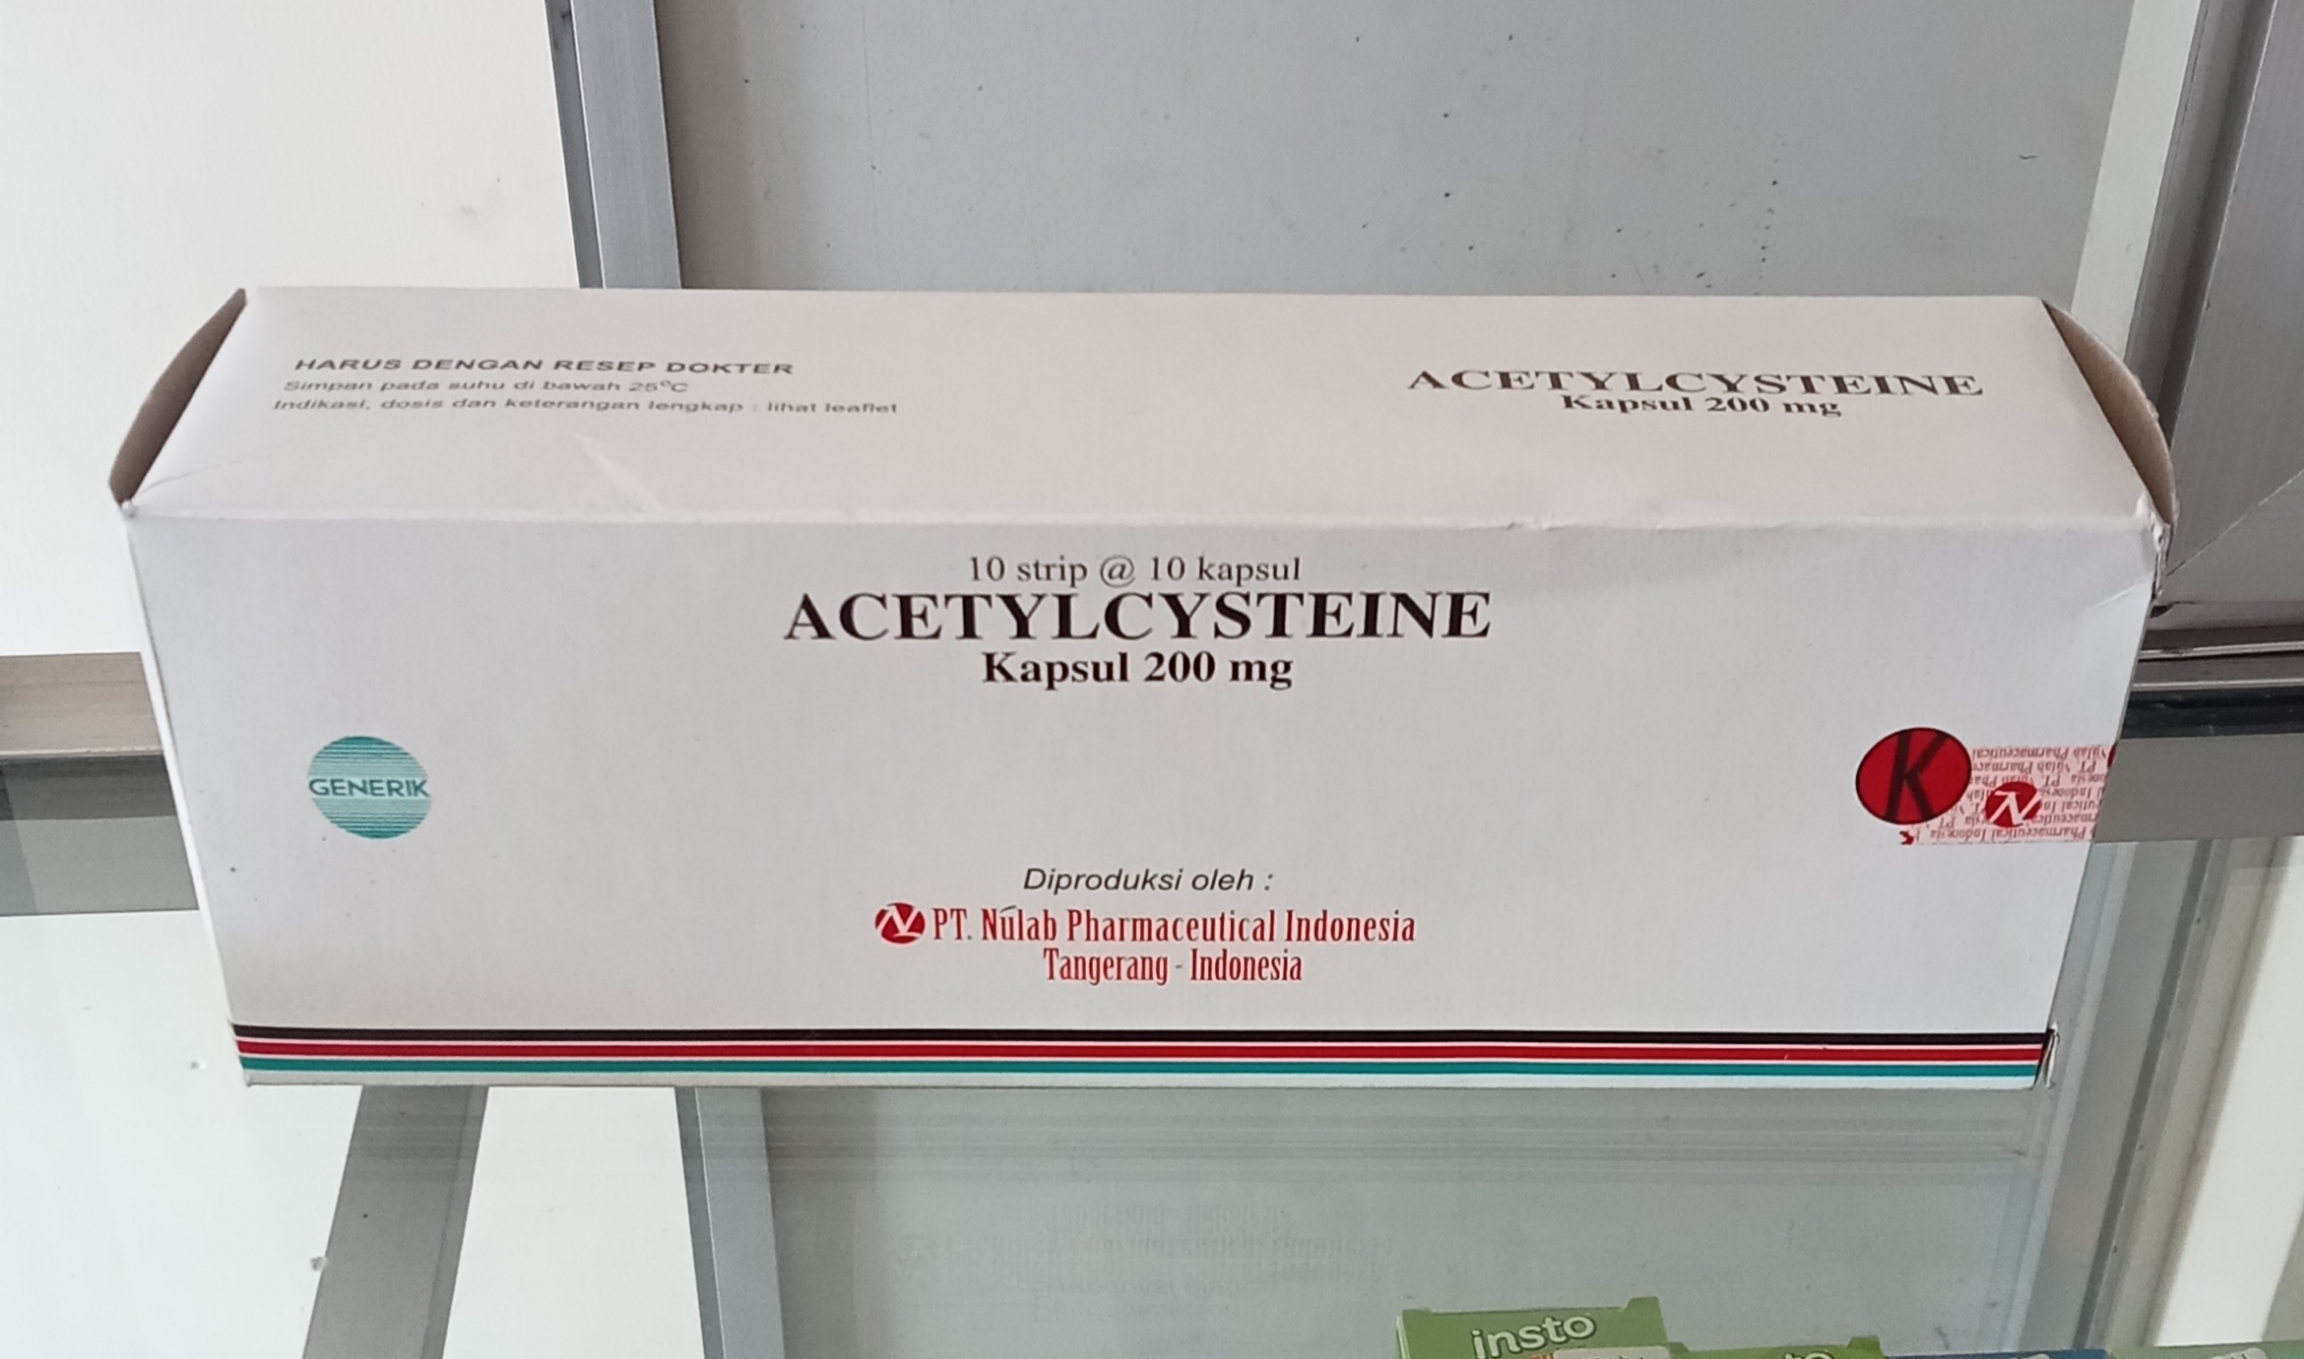 HARUS DENGAN RESEP DOKTER
Simpan pada suhu di bawah 25°C
Indikasi, dosis dan keterangan lengkap : lihat leaflet
ACETYLCYSTEINE
Kapsul 200 mg
10 strip @ 10 kapsul
ACETYLCYSTEINE
Kapsul 200 mg
GENERIK
K
Diproduksi oleh :
PT. Nulab Pharmaceutical Indonesia
Tangerang - Indonesia
insto